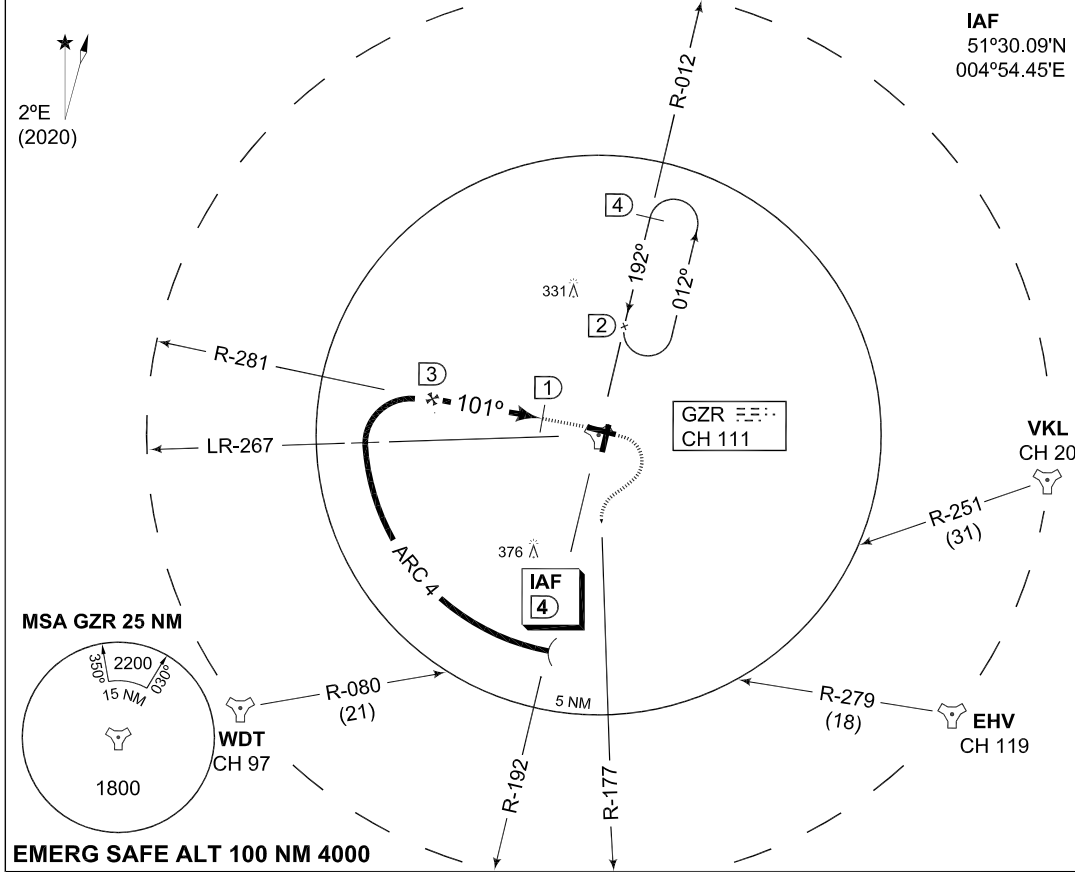 IAF
51º30.09'N
004º54.45'E
2ºE
(2020)
R-012
4
192º
012º
331
2
R-281
3
1
101º
GZR
CH 111
LR-267
VKL
CH 20
R-251
(31)
ARC 4
376
IAF
4
MSA GZR 25 NM
350º
2200
030º
15 NM
1800
R-080
(21)
WDT
CH 97
5 NM
R-279
(18)
EHV
CH 119
R-192
R-177
EMERG SAFE ALT 100 NM 4000